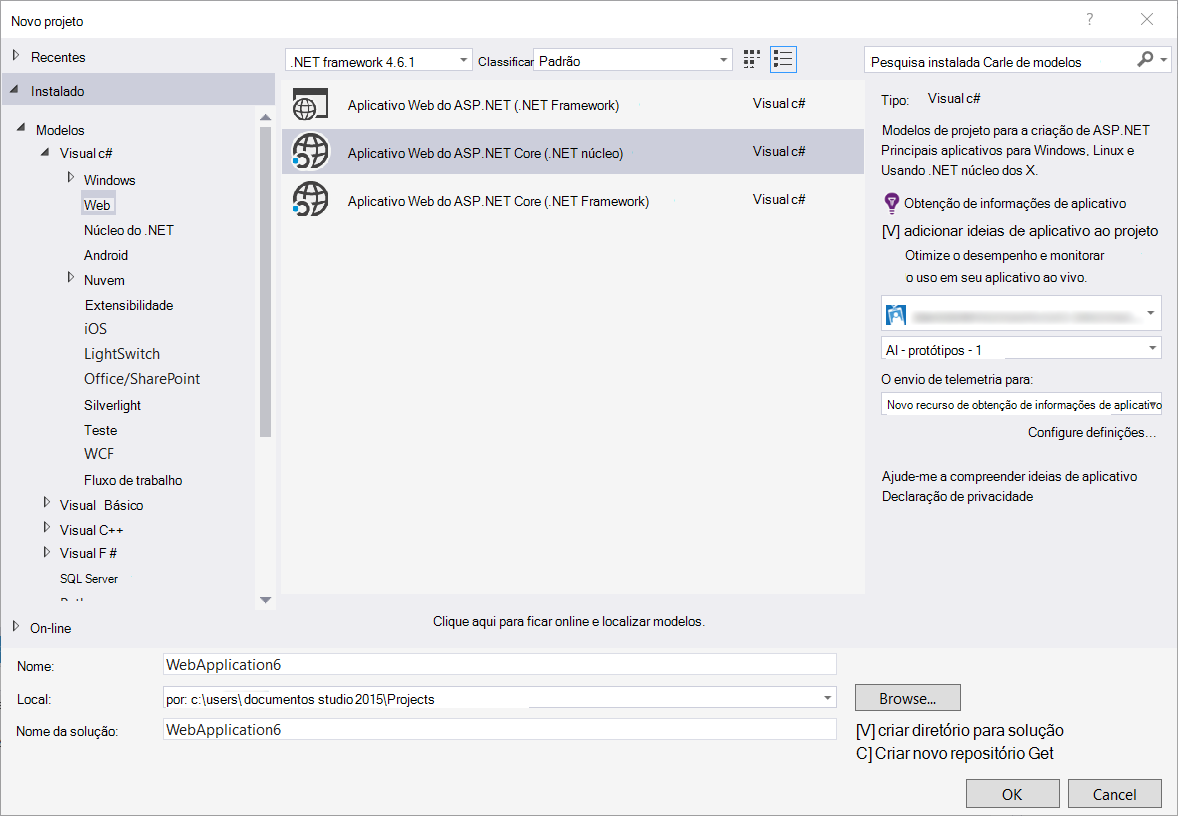 Novo projeto
?
Recentes
Instalado
Modelos
Visual c#
Windows
Web
Núcleo do .NET
Android
Nuvem
Extensibilidade
iOS
LightSwitch
Office/SharePoint
Silverlight
Teste
WCF
Fluxo de trabalho
Visual Básico
Visual C++
Visual F #
SQL Server
On-line
.NET framework 4.6.1
Classificar
Padrão
Aplicativo Web do ASP.NET (.NET Framework)
Visual c#
Aplicativo Web do ASP.NET Core (.NET núcleo)
Visual c#
Aplicativo Web do ASP.NET Core (.NET Framework)
Visual c#
Clique aqui para ficar online e localizar modelos.
Pesquisa instalada Carle de modelos
Tipo: Visual c#
Modelos de projeto para a criação de ASP.NET
Principais aplicativos para Windows, Linux e
Usando .NET núcleo dos X.
Obtenção de informações de aplicativo
[V] adicionar ideias de aplicativo ao projeto
Otimize o desempenho e monitorar
o uso em seu aplicativo ao vivo.
AI - protótipos - 1
O envio de telemetria para:
Novo recurso de obtenção de informações de aplicativo
Configure definições...
Ajude-me a compreender ideias de aplicativo
Declaração de privacidade
Nome:
WebApplication6
Local:
por: c:\users\ documentos studio 2015\Projects
Browse...
Nome da solução:
WebApplication6
[V] criar diretório para solução
C] Criar novo repositório Get
OK
Cancel